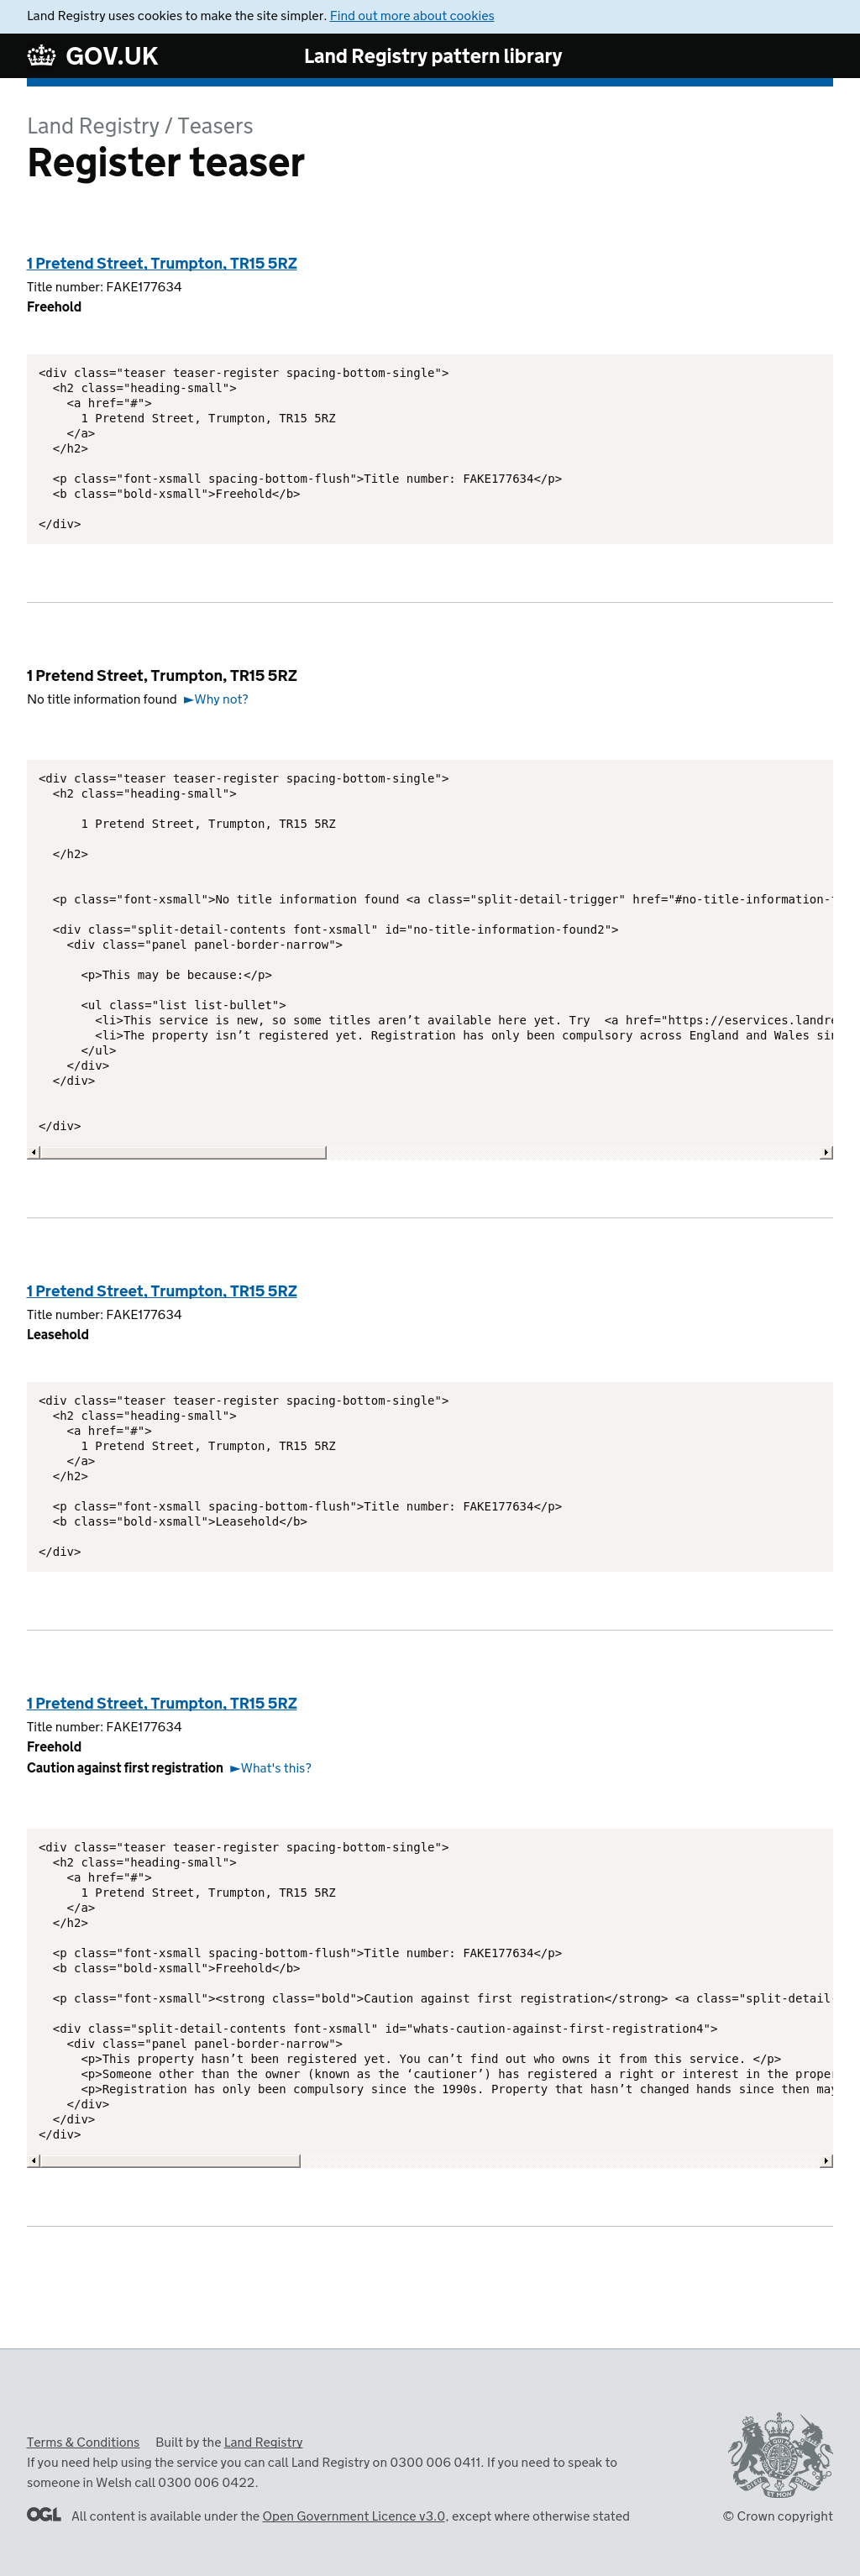 Land Registry uses cookies to make the site simpler. Find out more about cookies
GOV.UK
Land Registry pattern library
Land Registry / Teasers
Register teaser
1 Pretend Street, Trumpton, TR15 5RZ
Title number: FAKE177634
Freehold
<div class="teaser teaser-register spacing-bottom-single">
  <h2 class="heading-small">
    <a href="#">
      1 Pretend Street, Trumpton, TR15 5RZ
    </a>
  </h2>
  <p class="font-xsmall spacing-bottom-flush">Title number: FAKE177634</p>
  <b class="bold-xsmall">Freehold</b>
</div>
1 Pretend Street, Trumpton, TR15 5RZ
No title information found ►Why not?
<div class="teaser teaser-register spacing-bottom-single">
  <h2 class="heading-small">
      1 Pretend Street, Trumpton, TR15 5RZ
  </h2>
  <p class="font-xsmall">No title information found <a class="split-detail-trigger" href="#no-title-information-
  <div class="split-detail-contents font-xsmall" id="no-title-information-found2">
    <div class="panel panel-border-narrow">
      <p>This may be because:</p>
      <ul class="list list-bullet">
        <li>This service is new, so some titles aren’t available here yet. Try  <a href="https://eservices.landre
        <li>The property isn’t registered yet. Registration has only been compulsory across England and Wales sin
      </ul>
    </div>
  </div>
</div>
1 Pretend Street, Trumpton, TR15 5RZ
Title number: FAKE177634
Leasehold
<div class="teaser teaser-register spacing-bottom-single">
  <h2 class="heading-small">
    <a href="#">
      1 Pretend Street, Trumpton, TR15 5RZ
    </a>
  </h2>
  <p class="font-xsmall spacing-bottom-flush">Title number: FAKE177634</p>
  <b class="bold-xsmall">Leasehold</b>
</div>
1 Pretend Street, Trumpton, TR15 5RZ
Title number: FAKE177634
Freehold
Caution against first registration ►What's this?
<div class="teaser teaser-register spacing-bottom-single">
  <h2 class="heading-small">
    <a href="#">
      1 Pretend Street, Trumpton, TR15 5RZ
    </a>
  </h2>
  <p class="font-xsmall spacing-bottom-flush">Title number: FAKE177634</p>
  <b class="bold-xsmall">Freehold</b>
  <p class="font-xsmall"><strong class="bold">Caution against first registration</strong> <a class="split-detail-
  <div class="split-detail-contents font-xsmall" id="whats-caution-against-first-registration4">
    <div class="panel panel-border-narrow">
      <p>This property hasn’t been registered yet. You can’t find out who owns it from this service. </p>
      <p>Someone other than the owner (known as the ‘cautioner’) has registered a right or interest in the proper
      <p>Registration has only been compulsory since the 1990s. Property that hasn’t changed hands since then may
    </div>
  </div>
</div>
Terms & Conditions Built by the Land Registry
If you need help using the service you can call Land Registry on 0300 006 0411. If you need to speak to
someone in Welsh call 0300 006 0422.
OGL All content is available under the Open Government Licence v3.0, except where otherwise stated
© Crown copyright